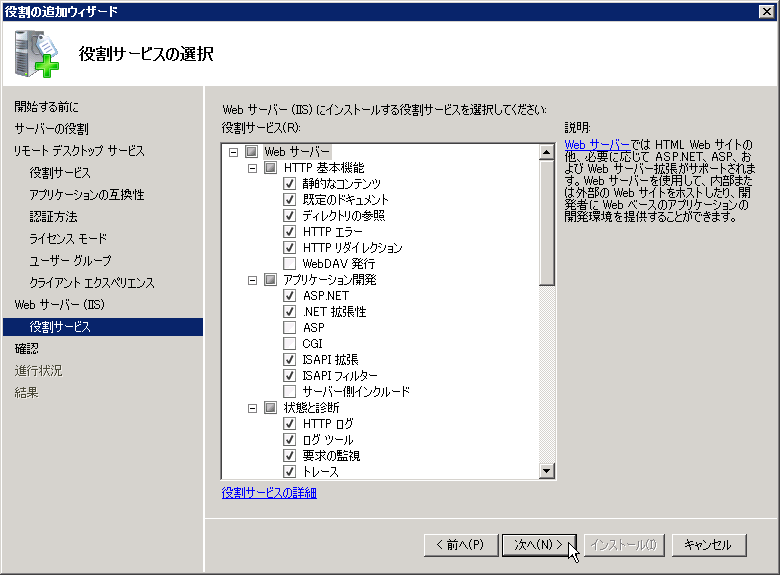 役割の追加ウィザード
役割サービスの選択
開始する前に
サーバーの役割
リモート デスクトップ サービス
役割サービス
アプリケーションの互換性
認証方法
ライセンス モード
ユーザー グループ
クライアント エクスペリエンス
Web サーバー (IIS)
役割サービス
確認
進行状況
結果
Web サーバー (IIS) にインストールする役割サービスを選択してください:
役割サービス(R):
Web サーバー
HTTP 基本機能
静的なコンテンツ
既定のドキュメント
ディレクトリの参照
HTTP エラー
HTTP リダイレクション
WebDAV 発行
アプリケーション開発
ASP.NET
.NET 拡張性
ASP
CGI
ISAPI 拡張
ISAPI フィルター
サーバー側インクルード
状態と診断
HTTP ログ
ログ ツール
要求の監視
トレース
役割サービスの詳細
説明:
Web サーバーでは HTML Web サイトの
他、必要に応じて ASP.NET、ASP、お
よび Web サーバー拡張がサポートされま
す。Web サーバーを使用して、内部また
は外部の Web サイトをホストしたり、開
発者に Web ベースのアプリケーションの
開発環境を提供することができます。
< 前へ(P)
次へ(N) >
インストール(I)
キャンセル